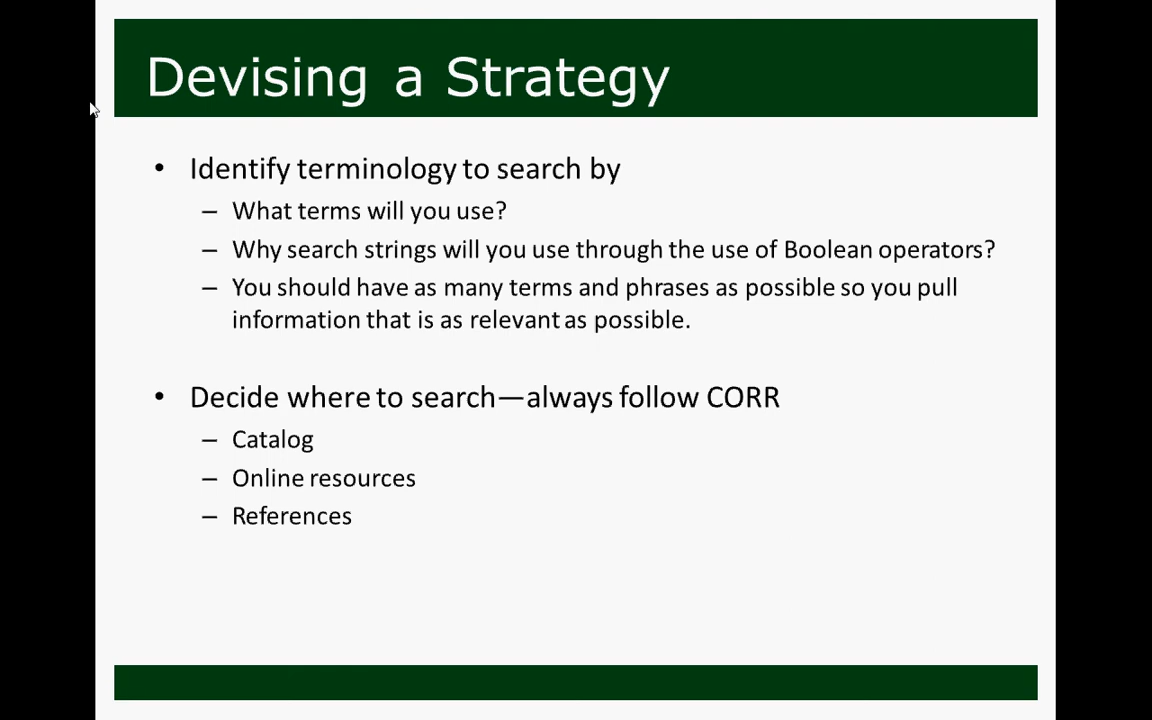 Devising a Strategy
• Identify terminology to search by
– What terms will you use?
– Why search strings will you use through the use of Boolean operators?
– You should have as many terms and phrases as possible so you pull
information that is as relevant as possible.
• Decide where to search—always follow CORR
– Catalog
– Online resources
– References